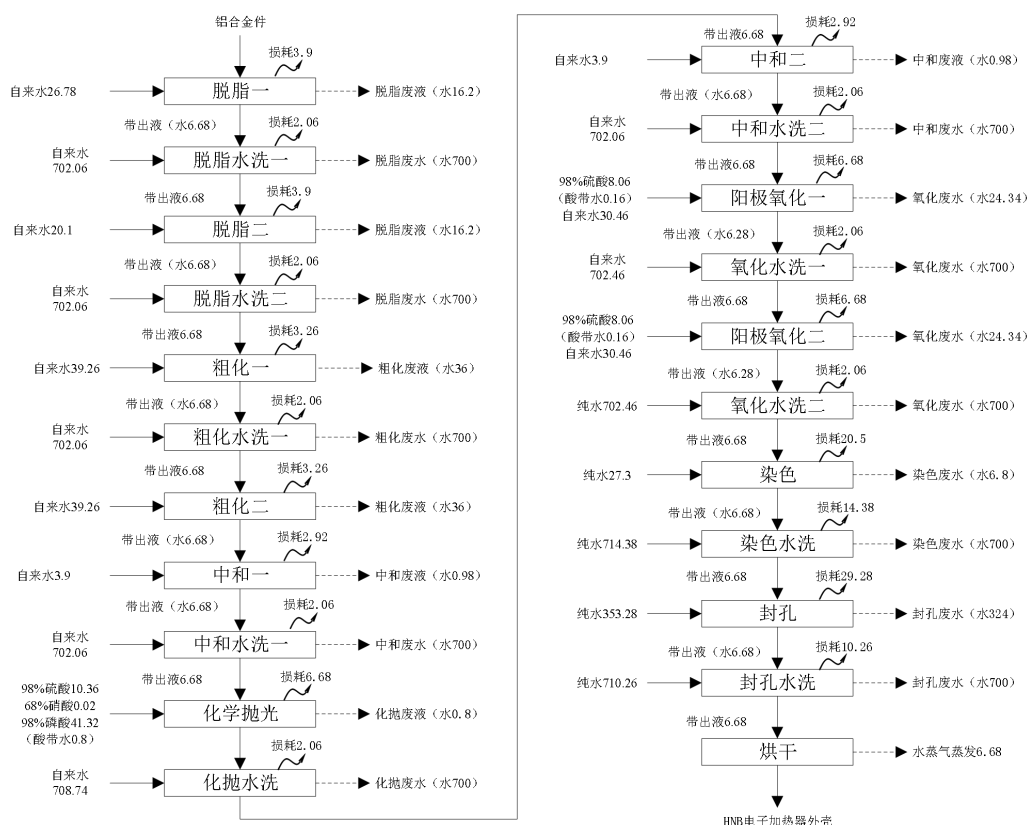 铝合金件
损耗3.9
自来水26.78
脱脂一
脱脂废液（水16.2）
带出液（水6.68）
损耗2.06
自来水
702.06
脱脂水洗一
脱脂废水（水700）
带出液6.68
损耗3.9
自来水20.1
脱脂二
脱脂废液（水16.2）
带出液（水6.68）
损耗2.06
自来水
702.06
脱脂水洗二
脱脂废水（水700）
带出液6.68
损耗3.26
自来水39.26
粗化一
粗化废液（水36）
带出液（水6.68）
损耗2.06
自来水
702.06
粗化水洗一
粗化废水（水700）
带出液6.68
损耗3.26
自来水39.26
粗化二
粗化废液（水36）
带出液（水6.68）
损耗2.92
自来水3.9
中和一
中和废液（水0.98）
带出液（水6.68）
损耗2.06
自来水
702.06
中和水洗一
中和废水（水700）
带出液6.68
损耗6.68
98%硫酸10.36
68%硝酸0.02
98%磷酸41.32
（酸带水0.8）
化学抛光
化抛废液（水0.8）
损耗2.06
自来水
708.74
化抛水洗
化抛废水（水700）
带出液6.68
损耗2.92
自来水3.9
中和二
中和废液（水0.98）
带出液（水6.68）
损耗2.06
自来水
702.06
中和水洗二
中和废水（水700）
带出液6.68
损耗6.68
98%硫酸8.06
（酸带水0.16）
自来水30.46
阳极氧化一
氧化废水（水24.34）
带出液（水6.28）
损耗2.06
自来水
702.46
氧化水洗一
氧化废水（水700）
带出液6.68
损耗6.68
98%硫酸8.06
（酸带水0.16）
自来水30.46
阳极氧化二
氧化废水（水24.34）
带出液（水6.28）
损耗2.06
纯水702.46
氧化水洗二
氧化废水（水700）
带出液6.68
损耗20.5
纯水27.3
染色
染色废水（水6.8）
带出液（水6.68）
损耗14.38
纯水714.38
染色水洗
染色废水（水700）
带出液6.68
损耗29.28
纯水353.28
封孔
封孔废水（水324）
带出液（水6.68）
损耗10.26
纯水710.26
封孔水洗
封孔废水（水700）
带出液6.68
烘干
水蒸气蒸发6.68
HNB电子加热器外壳